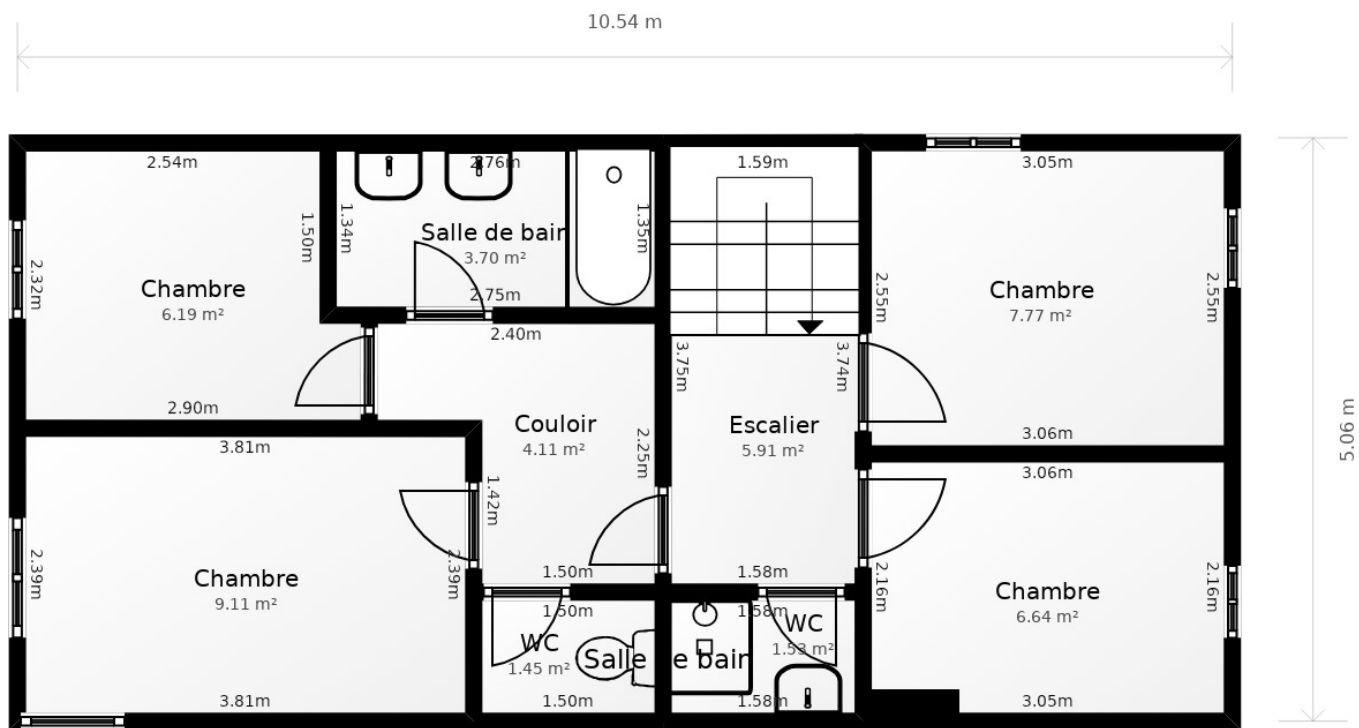 10.54 m
2.54m
2.76m
1.59m
3.05m
1.50m
1.34m
1.35m
Salle de bain
3.70 m²
2.32m
Chambre
6.19 m²
2.75m
2.55m
Chambre
7.77 m²
2.55m
2.40m
3.75m
3.74m
2.90m
3.81m
Couloir
4.11 m²
2.25m
Escalier
5.91 m²
3.06m
5.06 m
3.06m
1.42m
2.39m
Chambre
9.11 m²
2.39m
1.50m
1.58m
2.16m
Chambre
6.64 m²
2.16m
1.50m
1.58m
WC
1.45 m²
WC
1.53 m²
Salle de bain
3.81m
1.50m
1.58m
3.05m